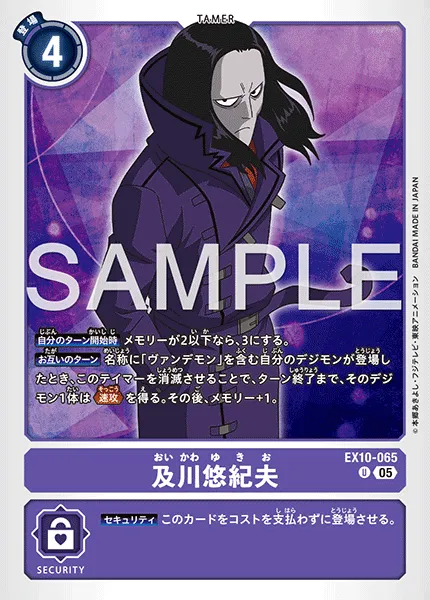 TAMER
登場
4
SAMPLE
自分のターン開始時 メモリーが2以下なら、3にする。
お互いのターン 名称に「ヴァンデモン」を含む自分のデジモンが登場し
たとき、このテイマーを消滅させることで、ターン終了まで、そのデジ
モン1体は 速攻 を得る。その後、メモリー+1。
©本郷あきよし・フジテレビ・東映アニメーション BANDAI MADE IN JAPAN
おいかわゆきお
及川悠紀夫
EX10-065
U 05
セキュリティ このカードをコストを支払わずに登場させる。
SECURITY